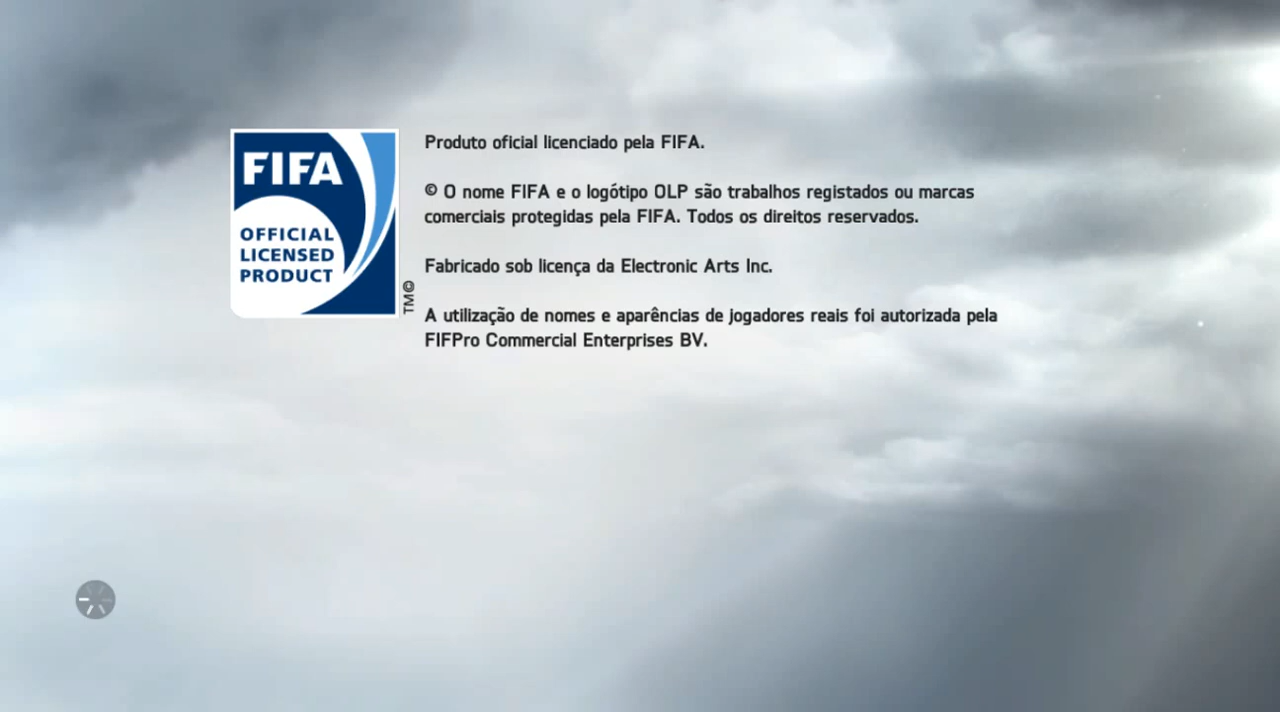 FIFA
OFFICIAL
LICENSED
PRODUCT
TM©
Produto oficial licenciado pela FIFA.
© O nome FIFA e o logótipo OLP são trabalhos registados ou marcas
comerciais protegidas pela FIFA. Todos os direitos reservados.
Fabricado sob licença da Electronic Arts Inc.
A utilização de nomes e aparências de jogadores reais foi autorizada pela
FIFPro Commercial Enterprises BV.